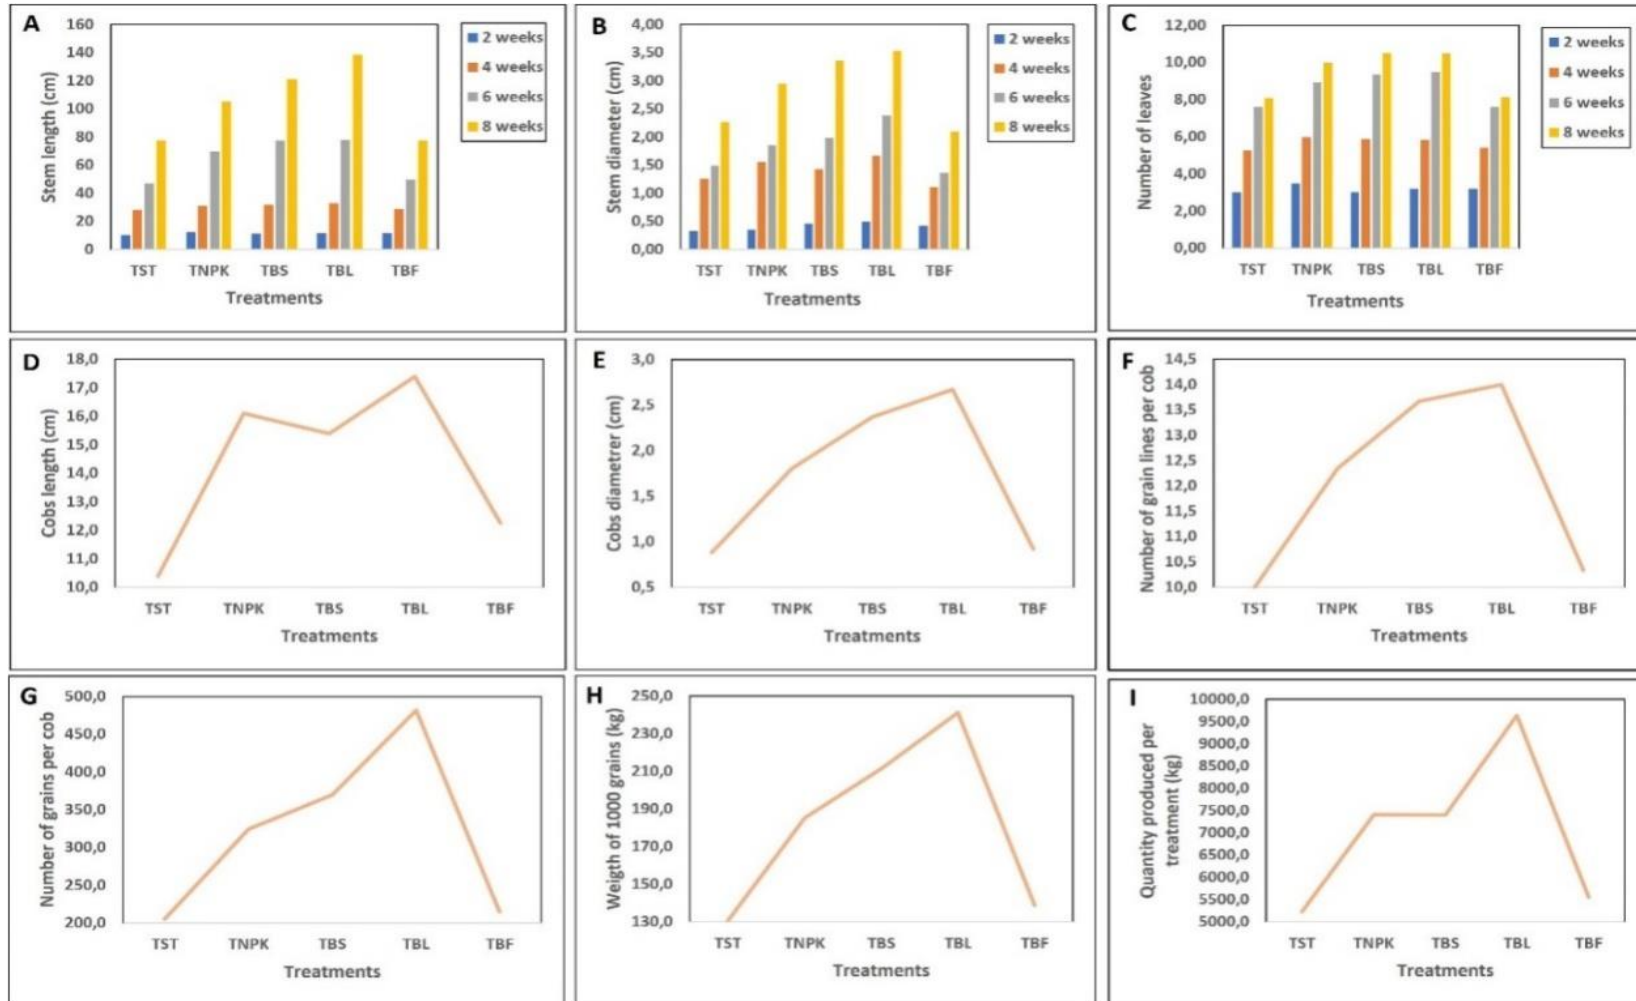 A
Stem length (cm)
160
140
120
100
80
60
40
20
0
TST TNPK TBS TBL TBF
Treatments
2 weeks
4 weeks
6 weeks
8 weeks
B
Stem diameter (cm)
4,00
3,50
3,00
2,50
2,00
1,50
1,00
0,50
0,00
TST TNPK TBS TBL TBF
Treatments
2 weeks
4 weeks
6 weeks
8 weeks
C
Number of leaves
12,00
10,00
8,00
6,00
4,00
2,00
0,00
TST TNPK TBS TBL TBF
Treatments
2 weeks
4 weeks
6 weeks
8 weeks
D
Cobs length (cm)
18,0
17,0
16,0
15,0
14,0
13,0
12,0
11,0
10,0
TST TNPK TBS TBL TBF
Treatments
E
Cobs diametrer (cm)
3,0
2,5
2,0
1,5
1,0
0,5
TST TNPK TBS TBL TBF
Treatments
F
Number of grain lines per cob
14,5
14,0
13,5
13,0
12,5
12,0
11,5
11,0
10,5
10,0
TST TNPK TBS TBL TBF
Treatments
G
Number of grains per cob
500,0
450,0
400,0
350,0
300,0
250,0
200,0
TST TNPK TBS TBL TBF
Treatments
H
Weigth of 1000 grains (kg)
250,0
230,0
210,0
190,0
170,0
150,0
130,0
TST TNPK TBS TBL TBF
Treatments
I
Quantity produced per
treatment (kg)
10000,0
9500,0
9000,0
8500,0
8000,0
7500,0
7000,0
6500,0
6000,0
5500,0
5000,0
TST TNPK TBS TBL TBF
Treatments